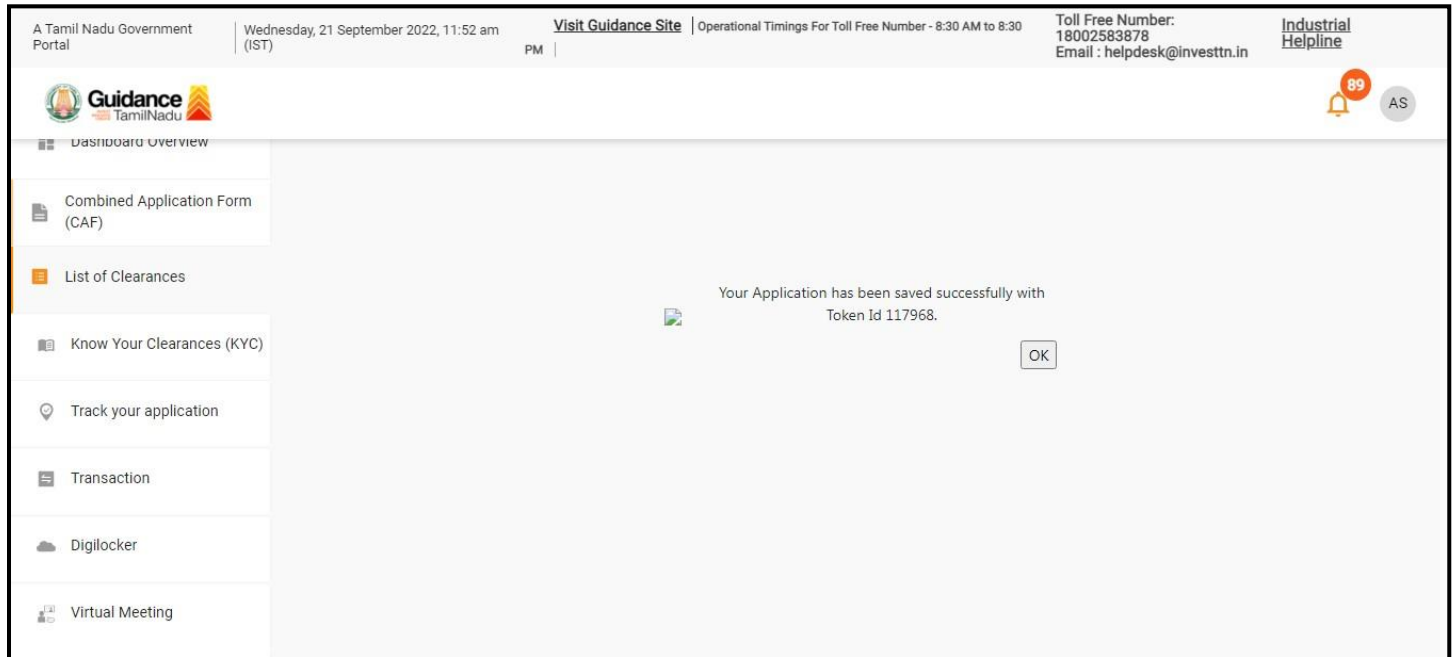 A Tamil Nadu Government
Portal
Wednesday, 21 September 2022, 11:52 am
(IST)
Visit Guidance Site | Operational Timings For Toll Free Number - 8:30 AM to 8:30
PM |
Toll Free Number:
18002583878
Email : helpdesk@investtn.in
Industrial
Helpline
Guidance
TamilNadu
89
AS
Dashboard Overview
Combined Application Form
(CAF)
List of Clearances
Know Your Clearances (KYC)
Track your application
Transaction
Digilocker
Virtual Meeting
Your Application has been saved successfully with
Token Id 117968.
OK